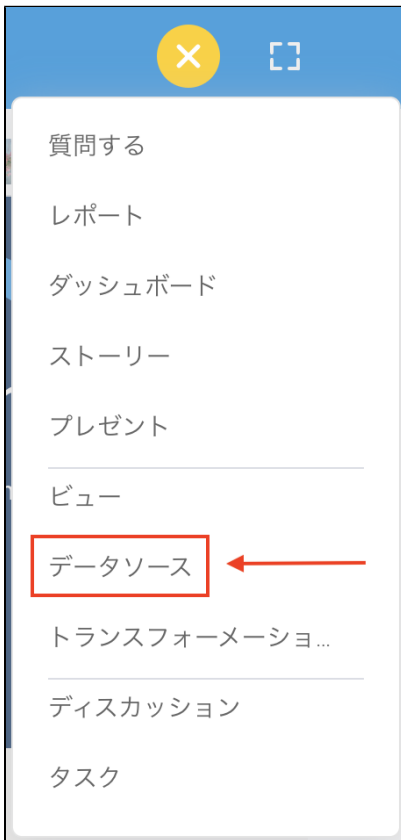 質問する
レポート
ダッシュボード
ストーリー
プレゼント
ビュー
データソース
トランスフォーメーショ...
ディスカッション
タスク